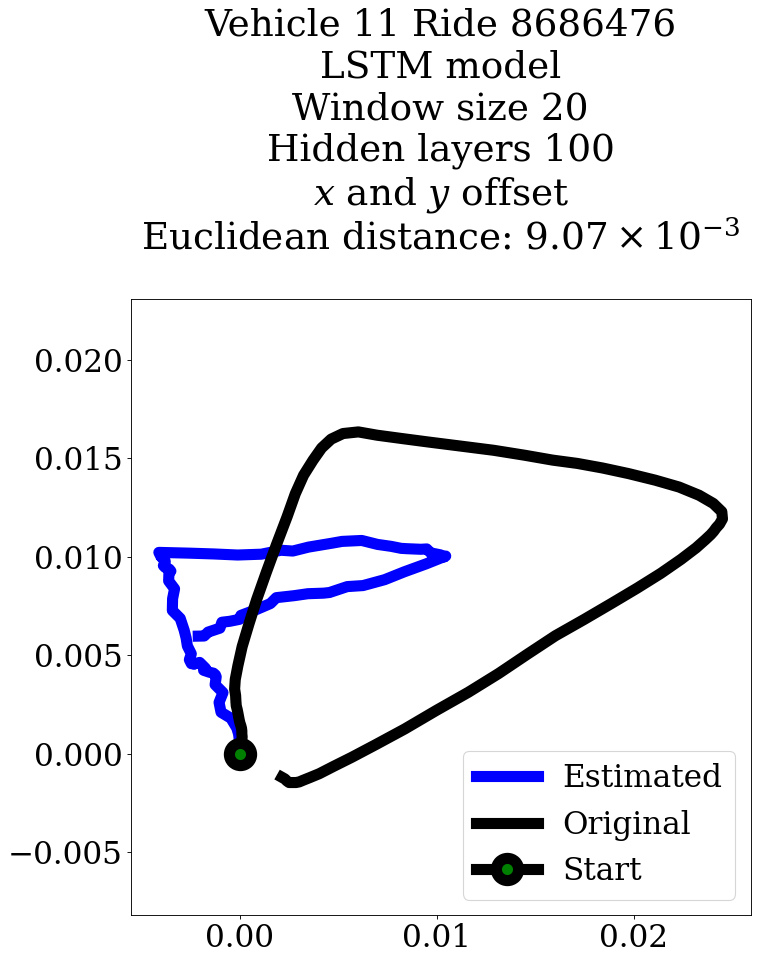 Vehicle 11 Ride 8686476
LSTM model
Window size 20
Hidden layers 100
x and y offset
Euclidean distance: 9.07 × 10⁻³
0.020
0.015
0.010
0.005
0.000
−0.005
Estimated
Original
Start
0.00 0.01 0.02